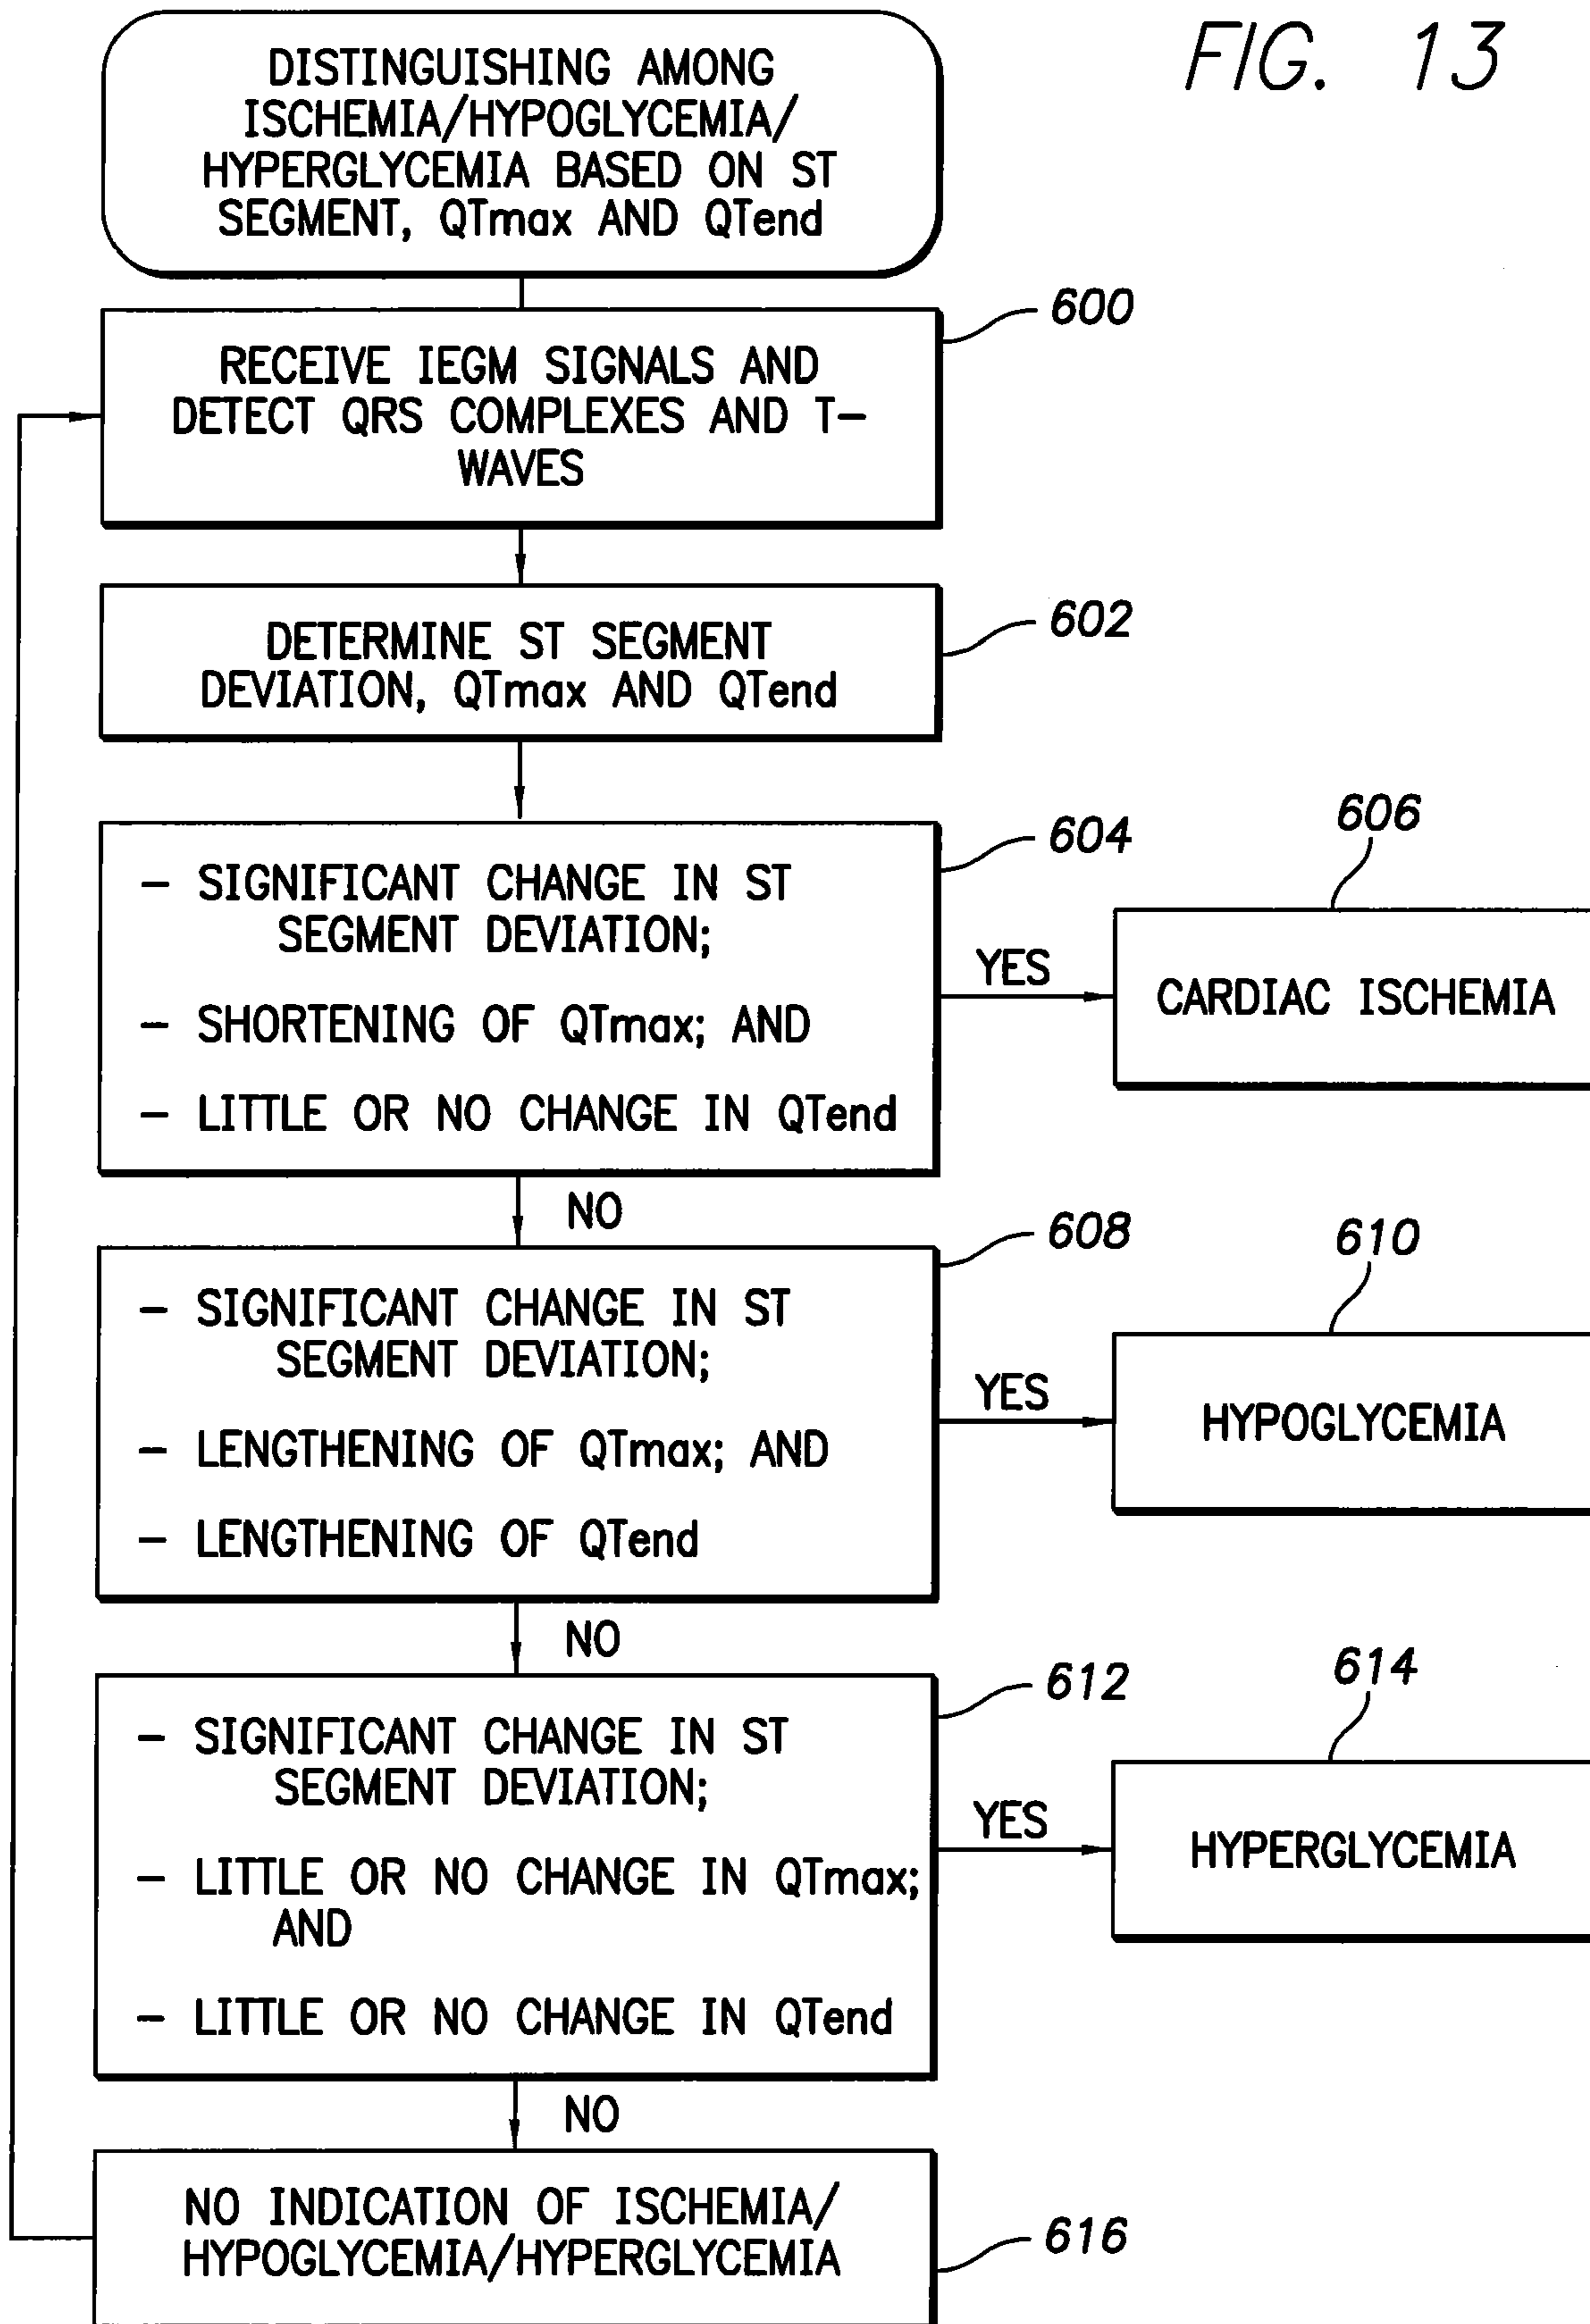 FIG. 13
DISTINGUISHING AMONG
ISCHEMIA/HYPOGLYCEMIA/
HYPERGLYCEMIA BASED ON ST
SEGMENT, QTmax AND QTend
600
RECEIVE IEGM SIGNALS AND
DETECT QRS COMPLEXES AND T-
WAVES
602
DETERMINE ST SEGMENT
DEVIATION, QTmax AND QTend
604
- SIGNIFICANT CHANGE IN ST
SEGMENT DEVIATION;
- SHORTENING OF QTmax; AND
- LITTLE OR NO CHANGE IN QTend
YES
606
CARDIAC ISCHEMIA
NO
608
- SIGNIFICANT CHANGE IN ST
SEGMENT DEVIATION;
- LENGTHENING OF QTmax; AND
- LENGTHENING OF QTend
YES
610
HYPOGLYCEMIA
NO
612
- SIGNIFICANT CHANGE IN ST
SEGMENT DEVIATION;
- LITTLE OR NO CHANGE IN QTmax;
AND
- LITTLE OR NO CHANGE IN QTend
YES
614
HYPERGLYCEMIA
NO
NO INDICATION OF ISCHEMIA/
HYPOGLYCEMIA/HYPERGLYCEMIA
616